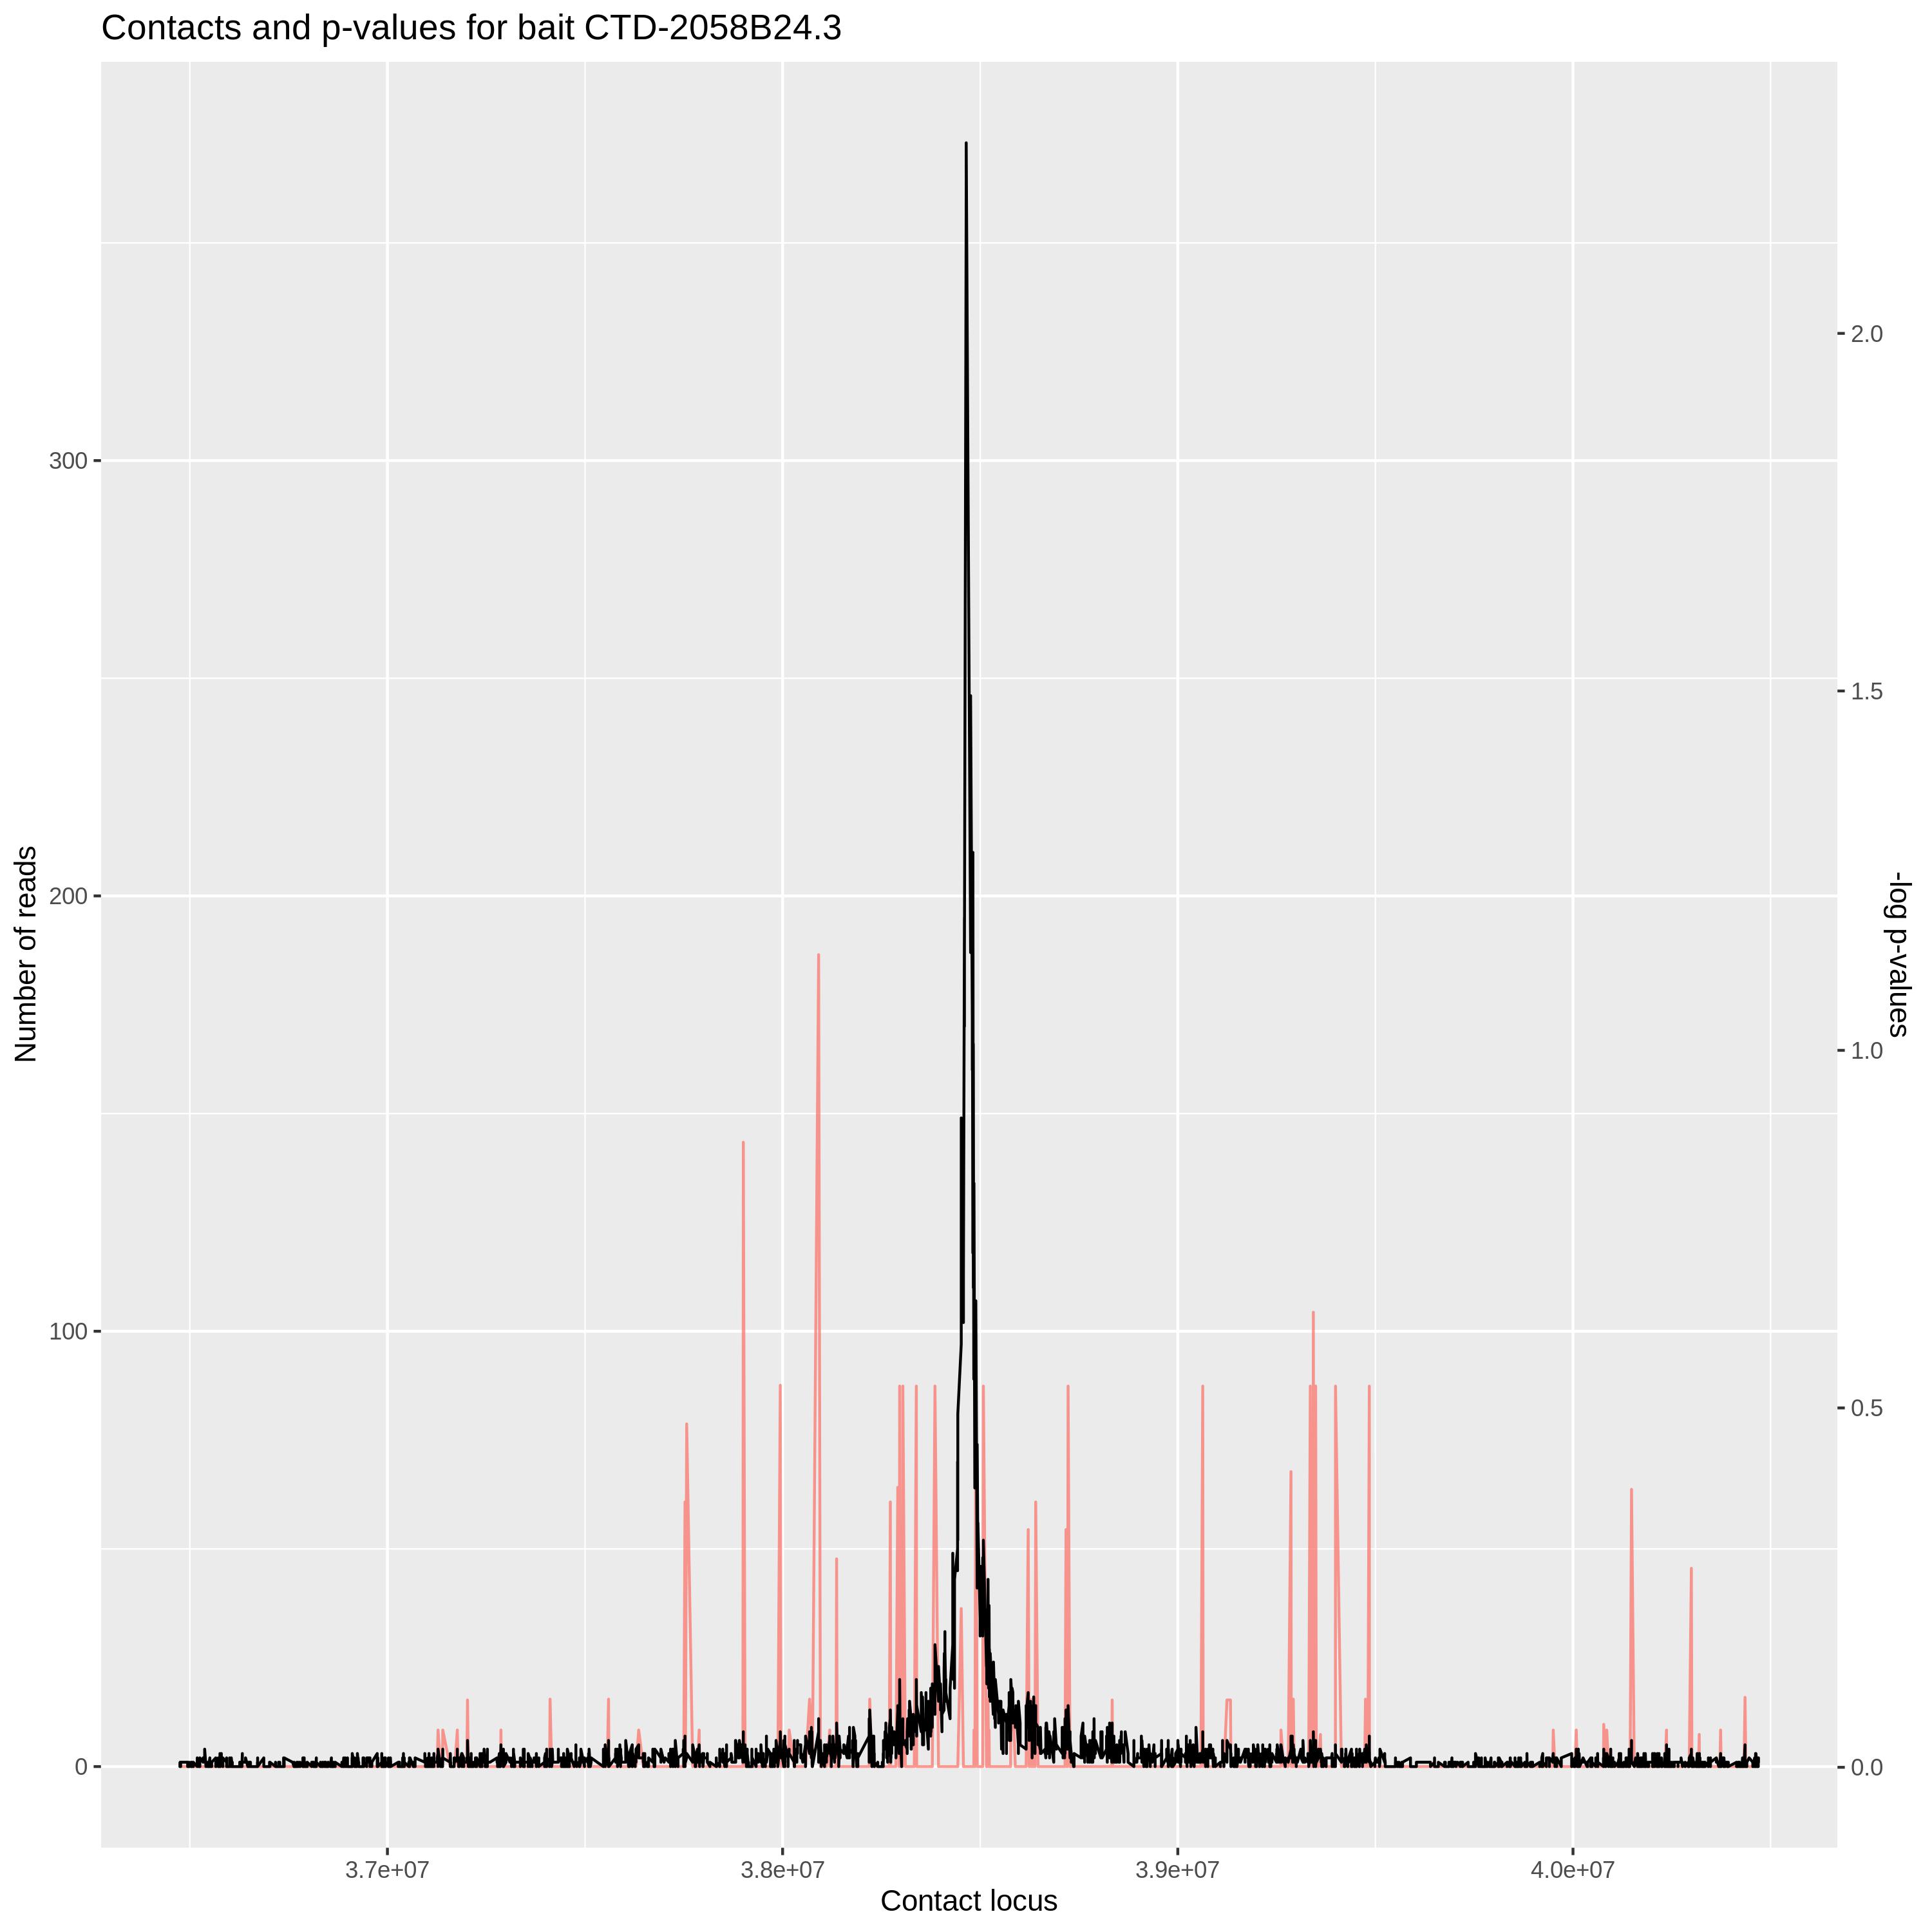 Contacts and p-values for bait CTD-2058B24.3
Number of reads
300
200
100
0
2.0
1.5
1.0
0.5
0.0
-log p-values
3.7e+07
3.8e+07
3.9e+07
4.0e+07
Contact locus